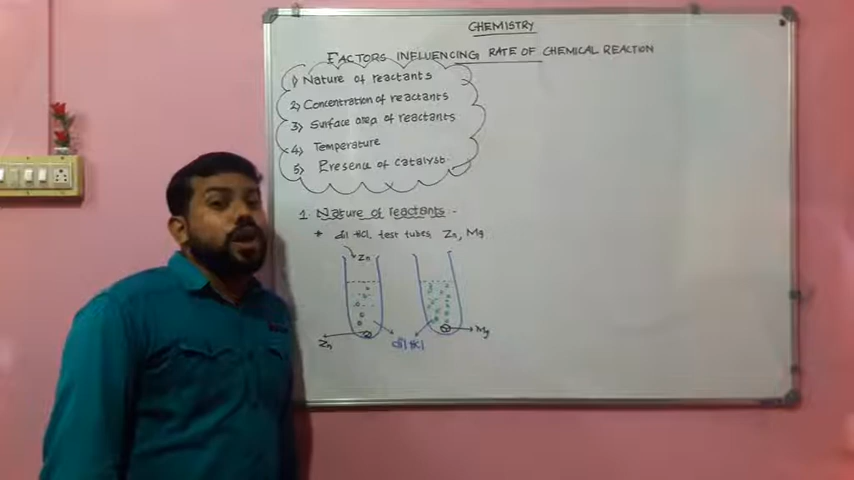 CHEMISTRY
FACTORS INFLUENCING RATE OF CHEMICAL REACTION
1) Nature of reactants
2) Concentration of reactants
3) Surface area of reactants
4) Temperature
5) Presence of catalyst.
1. Nature of reactants :-
* dil HCl, test tubes, Zn, Mg
Zn
Zn
dil HCl
Mg